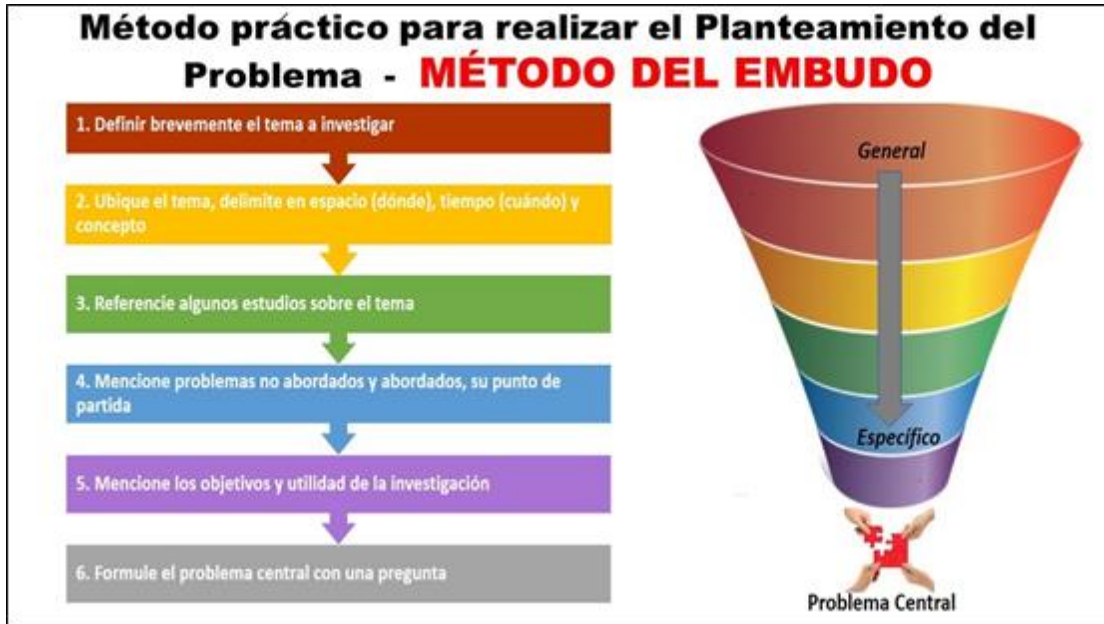 Método práctico para realizar el Planteamiento del
Problema - MÉTODO DEL EMBUDO
1. Definir brevemente el tema a investigar
2. Ubique el tema, delimite en espacio (dónde), tiempo (cuándo) y
concepto
3. Referencie algunos estudios sobre el tema
4. Mencione problemas no abordados y abordados, su punto de
partida
5. Mencione los objetivos y utilidad de la investigación
6. Formule el problema central con una pregunta
General
Específico
Problema Central